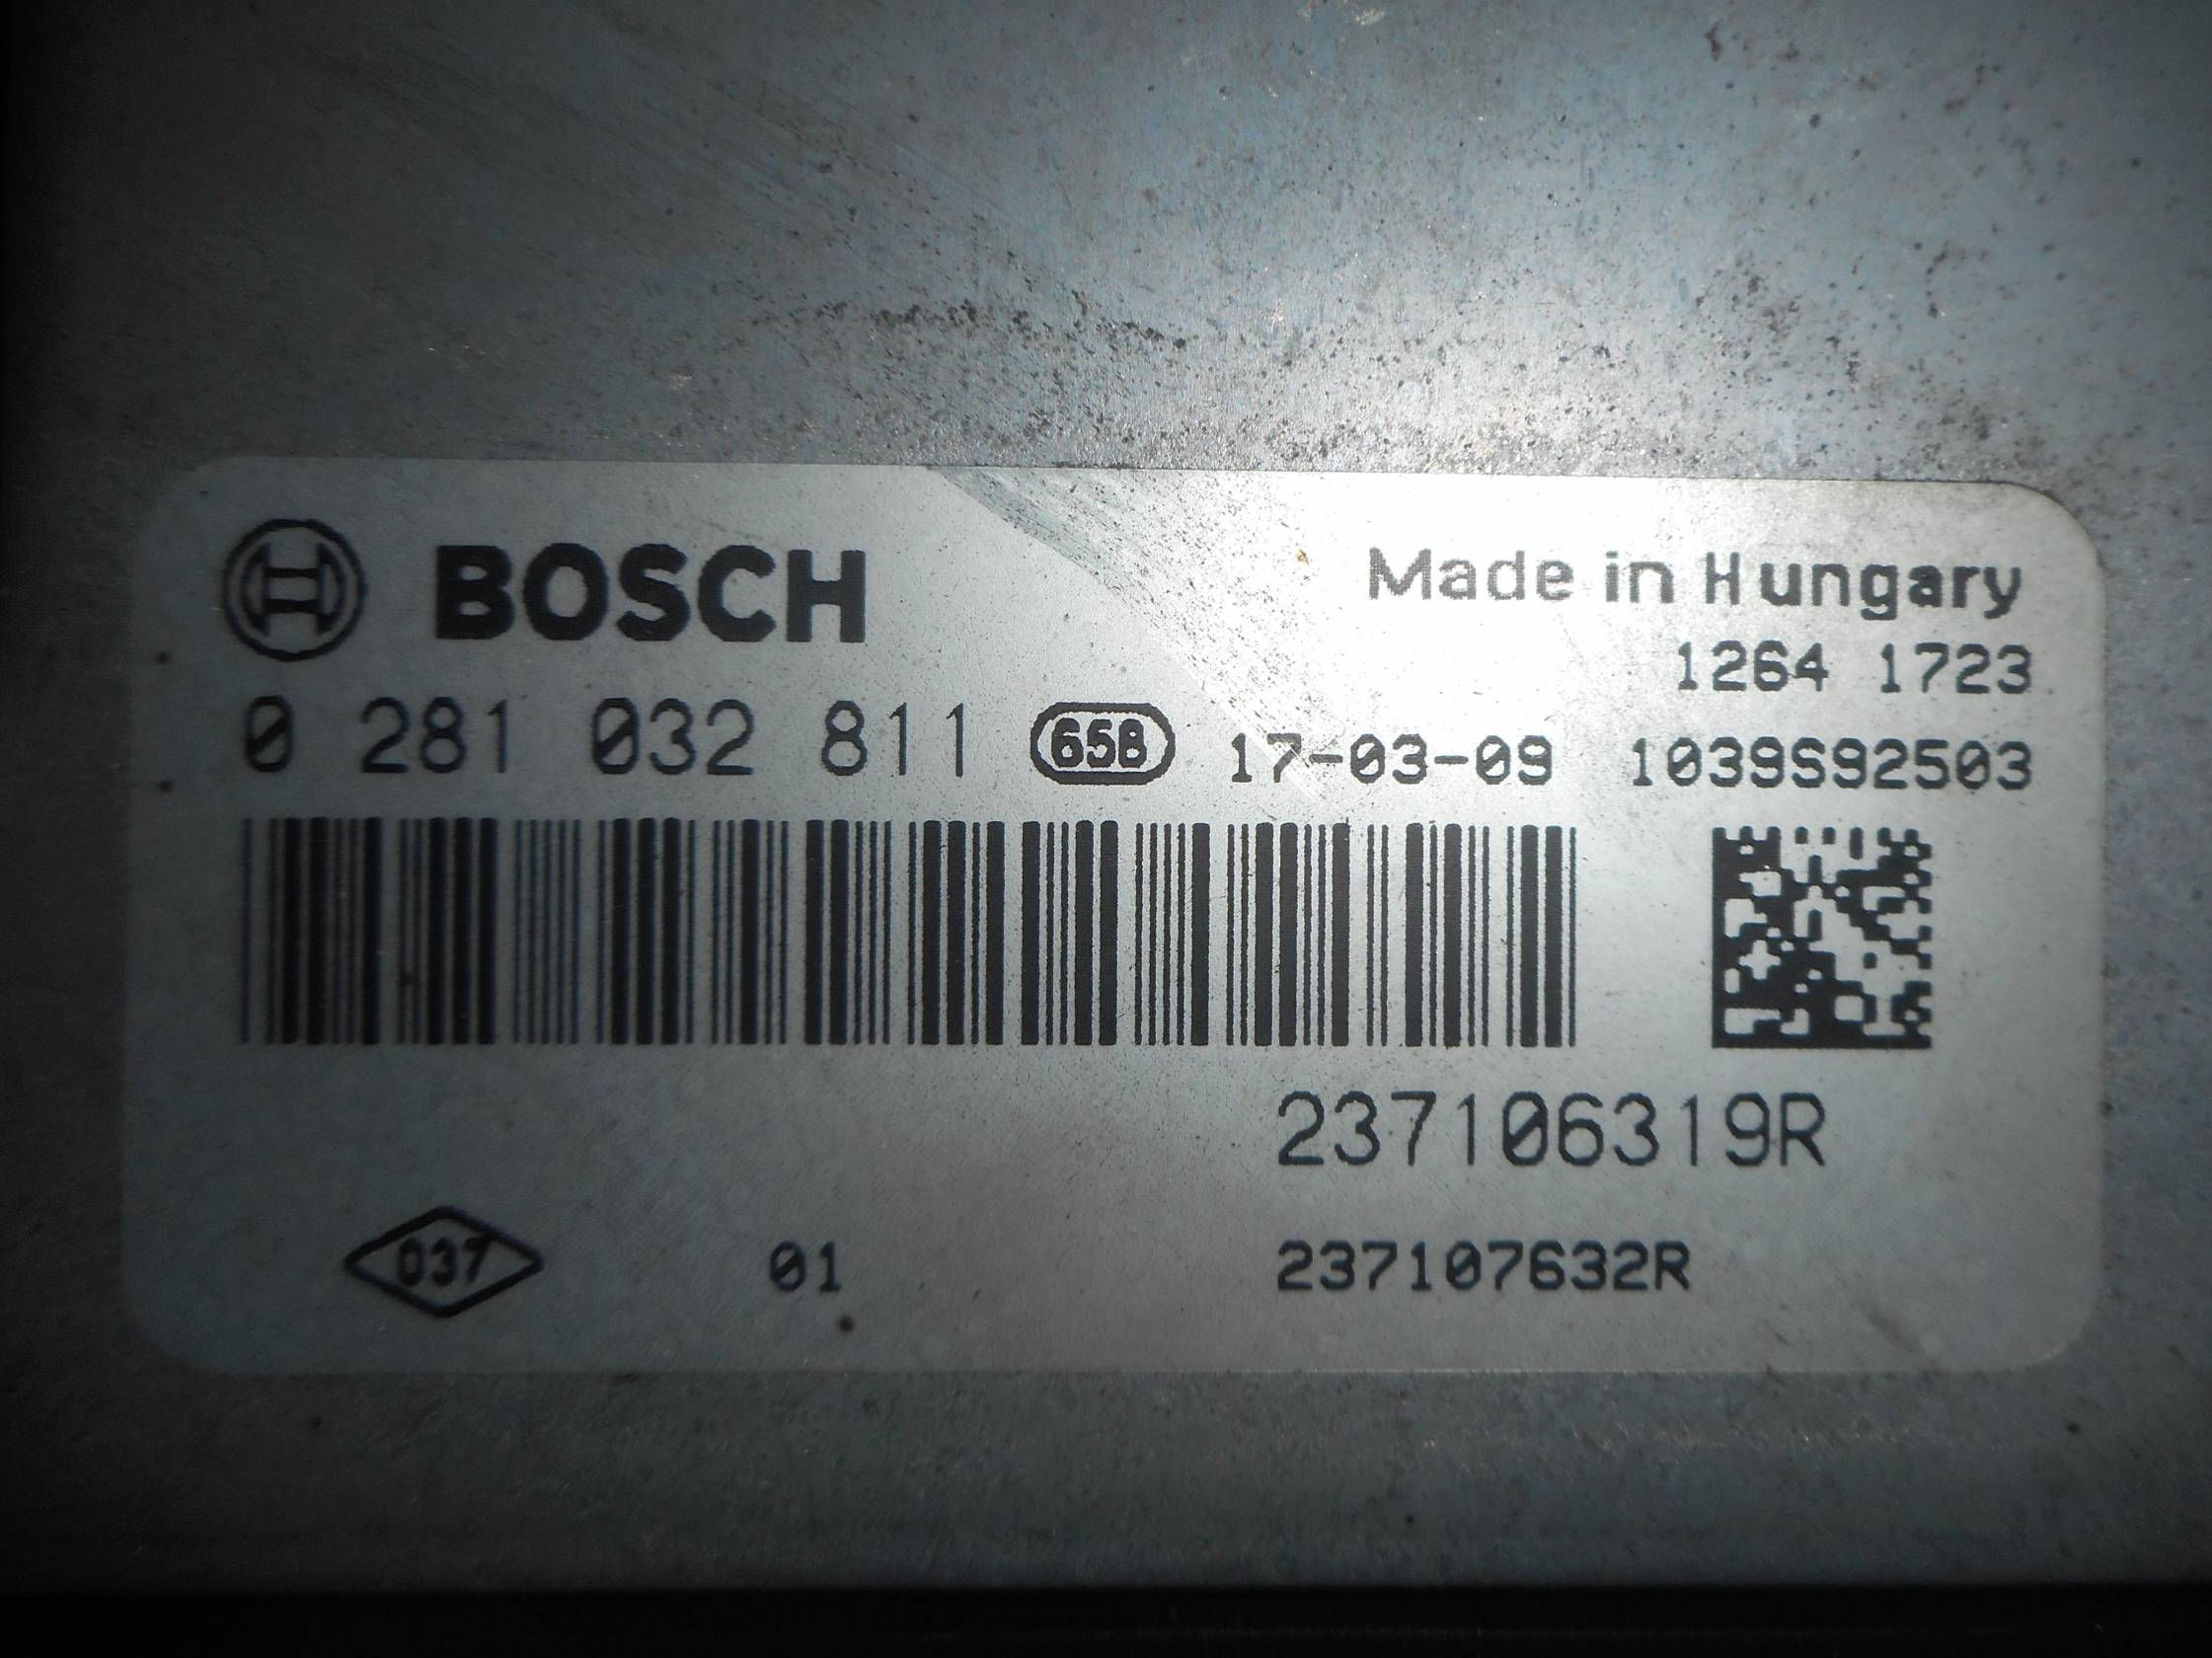 BOSCH
Made in Hungary
1264 1723
0 281 032 811 658 17-03-09 1039S92503
237106319R
037 01 237107632R